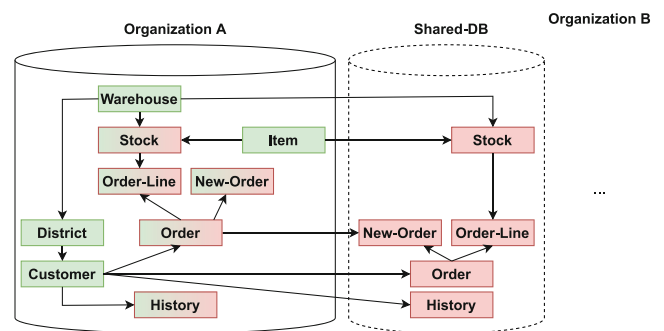 Organization B
Organization A
Shared-DB
Warehouse
Stock
Item
Stock
Order-Line
New-Order
...
District
Order
New-Order
Order-Line
Customer
Order
History
History